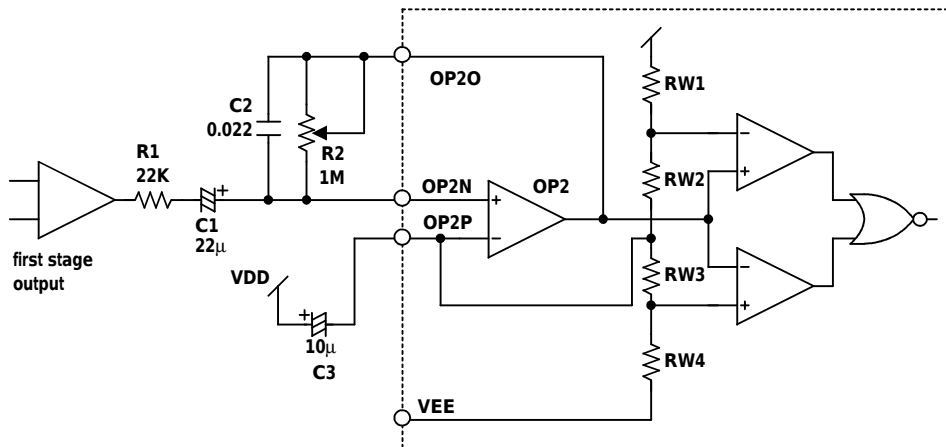 OP2O
RW1
C2
0.022
R2
1M
R1
22K
OP2N
OP2
RW2
+
C1
22μ
OP2P
first stage
output
VDD
RW3
+
10μ
C3
RW4
VEE
+
−
−
+
−
+